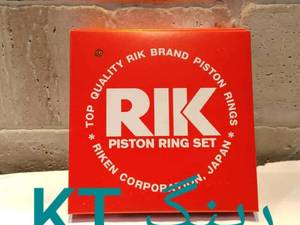 * TOP QUALITY RIK BRAND PISTON RINGS *
RIK
PISTON RING SET
RIKEN CORPORATION, JAPAN
رینگ KT